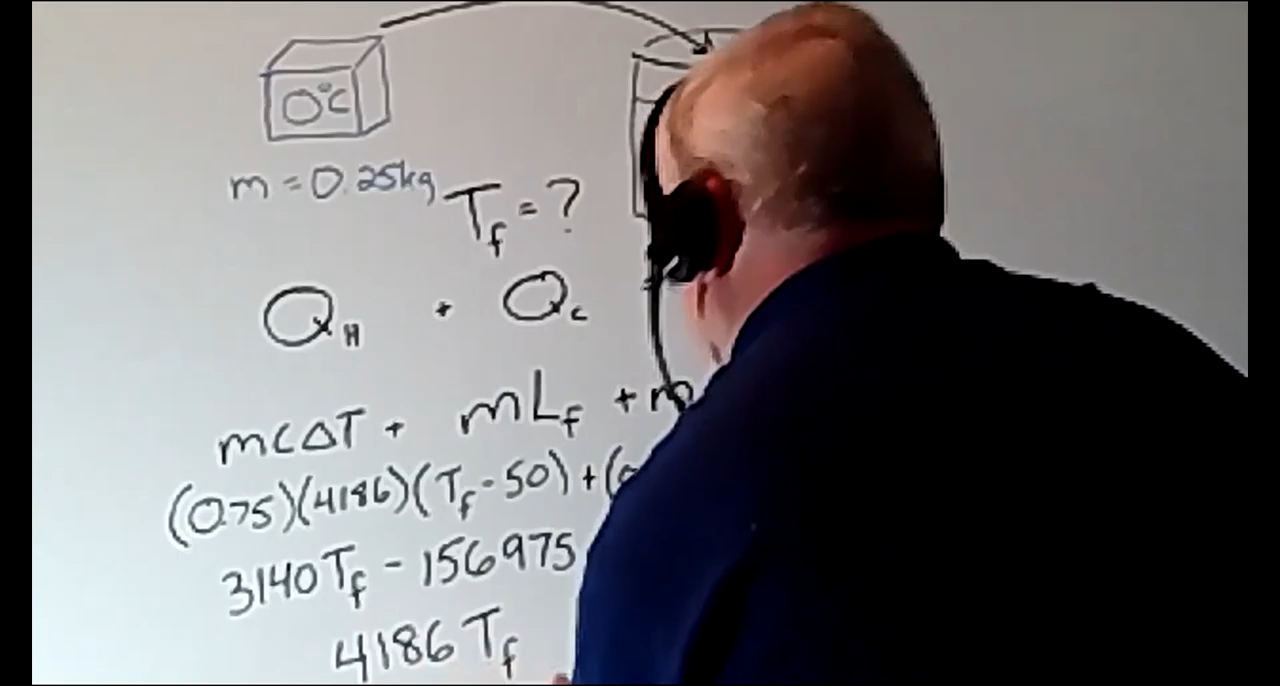 0°C
m = 0.25kg
T_f = ?
Q_H + Q_c
mcΔT + mL_f + m
(0.75)(4186)(T_f - 50) + (
3140T_f - 156975
4186T_f